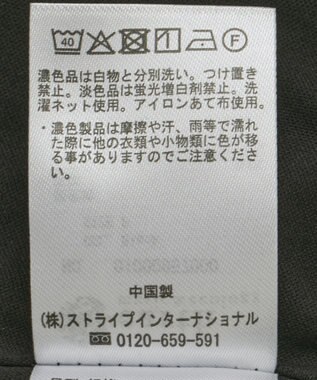 40 F
濃色品は白物と分別洗い。つけ置き
禁止。淡色品は蛍光増白剤禁止。洗
濯ネット使用。アイロンあて布使用。
・濃色製品は摩擦や汗、雨等で濡れ
た際に他の衣類や小物類に色が移
る事がありますのでご注意くださ
い。
中国製
(株)ストライプインターナショナル
0120-659-591